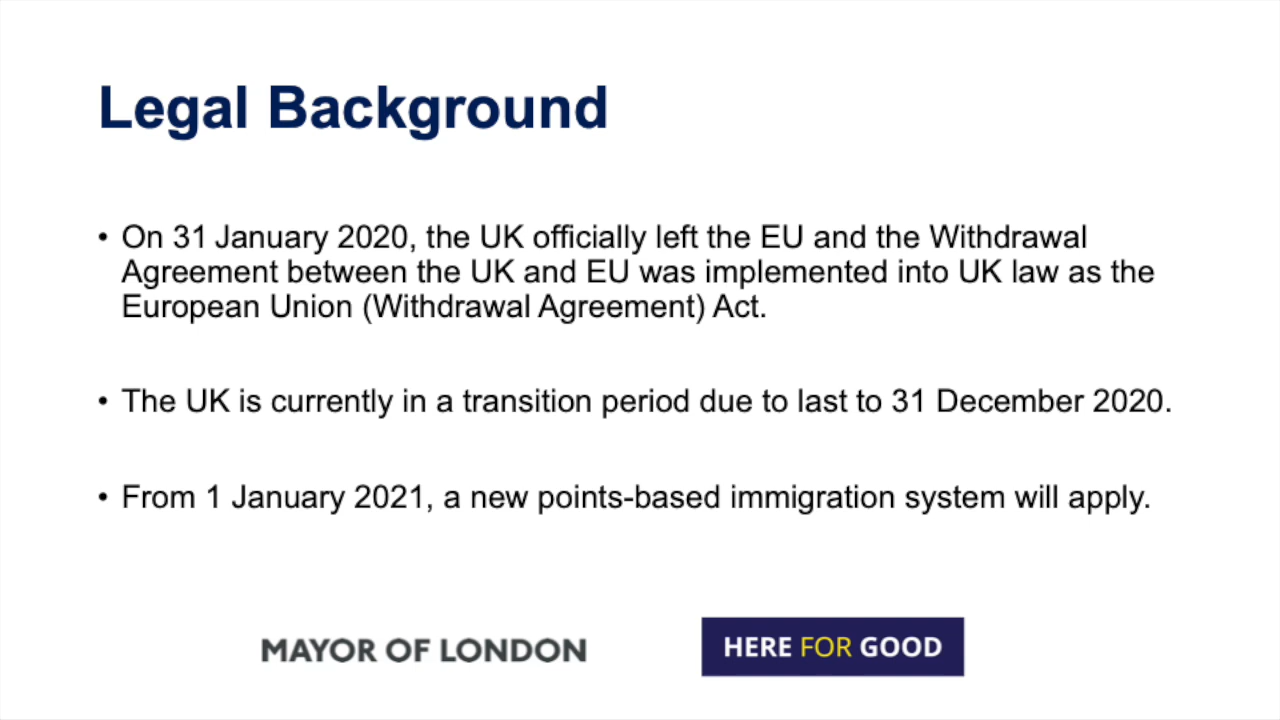 Legal Background
• On 31 January 2020, the UK officially left the EU and the Withdrawal
Agreement between the UK and EU was implemented into UK law as the
European Union (Withdrawal Agreement) Act.
• The UK is currently in a transition period due to last to 31 December 2020.
• From 1 January 2021, a new points-based immigration system will apply.
MAYOR OF LONDON
HERE FOR GOOD